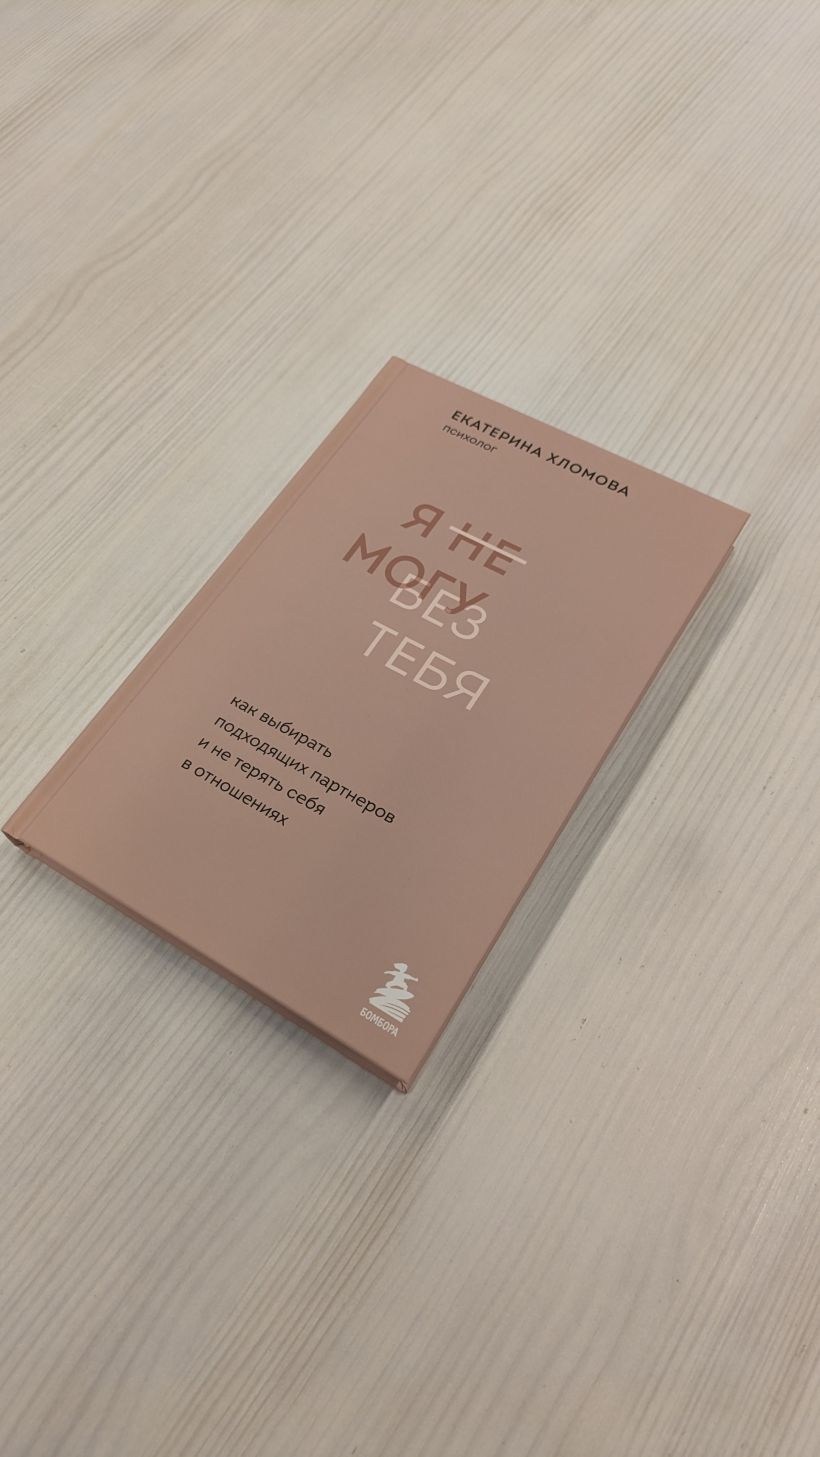 ЕКАТЕРИНА ХЛОМОВА
психолог
Я НЕ
МОГУ
БЕЗ
ТЕБЯ
как выбирать
подходящих партнеров
и не терять себя
в отношениях
БОМБОРА